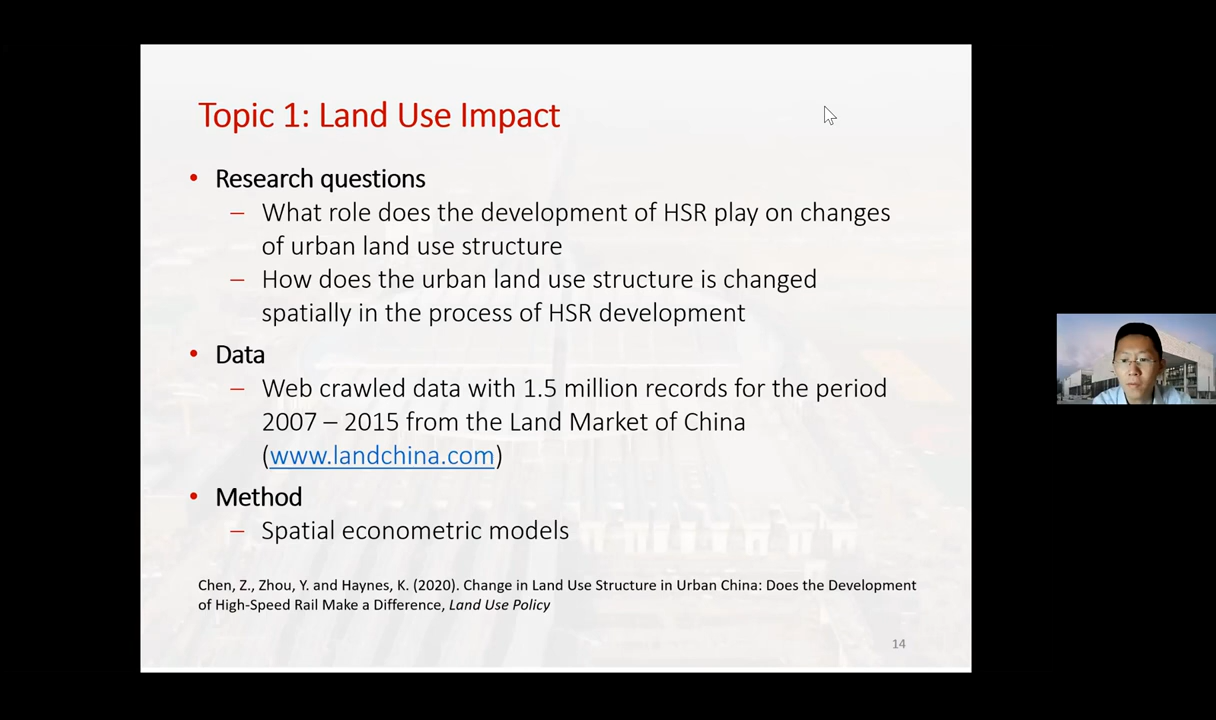 Topic 1: Land Use Impact
• Research questions
– What role does the development of HSR play on changes
of urban land use structure
– How does the urban land use structure is changed
spatially in the process of HSR development
• Data
– Web crawled data with 1.5 million records for the period
2007 – 2015 from the Land Market of China
(www.landchina.com)
• Method
– Spatial econometric models
Chen, Z., Zhou, Y. and Haynes, K. (2020). Change in Land Use Structure in Urban China: Does the Development
of High-Speed Rail Make a Difference, Land Use Policy
14